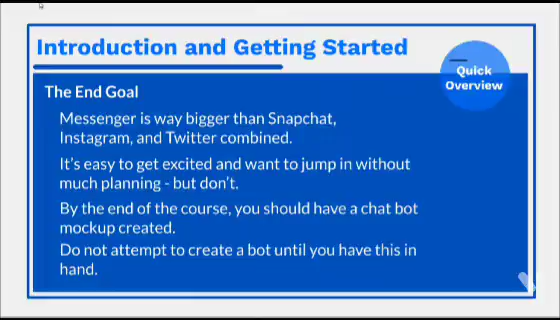 Introduction and Getting Started
Quick
Overview
The End Goal
Messenger is way bigger than Snapchat,
Instagram, and Twitter combined.
It's easy to get excited and want to jump in without
much planning - but don't.
By the end of the course, you should have a chat bot
mockup created.
Do not attempt to create a bot until you have this in
hand.